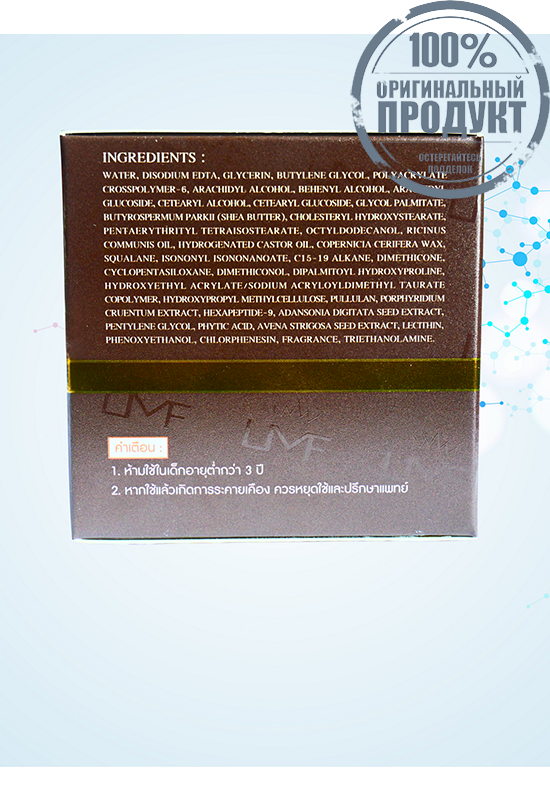 100%
ОРИГИНАЛЬНЫЙ
ПРОДУКТ
ОСТЕРЕГАЙТЕСЬ
ПОДДЕЛОК
INGREDIENTS :
WATER, DISODIUM EDTA, GLYCERIN, BUTYLENE GLYCOL, POLYACRYLATE
CROSSPOLYMER-6, ARACHIDYL ALCOHOL, BEHENYL ALCOHOL, ARACHIDYL
GLUCOSIDE, CETEARYL ALCOHOL, CETEARYL GLUCOSIDE, GLYCOL PALMITATE,
BUTYROSPERMUM PARKII (SHEA BUTTER), CHOLESTERYL HYDROXYSTEARATE,
PENTAERYTHRITYL TETRAISOSTEARATE, OCTYLDODECANOL, RICINUS
COMMUNIS OIL, HYDROGENATED CASTOR OIL, COPERNICIA CERIFERA WAX,
SQUALANE, ISONONYL ISONONANOATE, C15-19 ALKANE, DIMETHICONE,
CYCLOPENTASILOXANE, DIMETHICONOL, DIPALMITOYL HYDROXYPROLINE,
HYDROXYETHYL ACRYLATE/SODIUM ACRYLOYLDIMETHYL TAURATE
COPOLYMER, HYDROXYPROPYL METHYLCELLULOSE, PULLULAN, PORPHYRIDIUM
CRUENTUM EXTRACT, HEXAPEPTIDE-9, ADANSONIA DIGITATA SEED EXTRACT,
PENTYLENE GLYCOL, PHYTIC ACID, AVENA STRIGOSA SEED EXTRACT, LECITHIN,
PHENOXYETHANOL, CHLORPHENESIN, FRAGRANCE, TRIETHANOLAMINE.
คำเตือน :
1. ห้ามใช้ในเด็กอายุต่ำกว่า 3 ปี
2. หากใช้แล้วเกิดการระคายเคือง ควรหยุดใช้และปรึกษาแพทย์